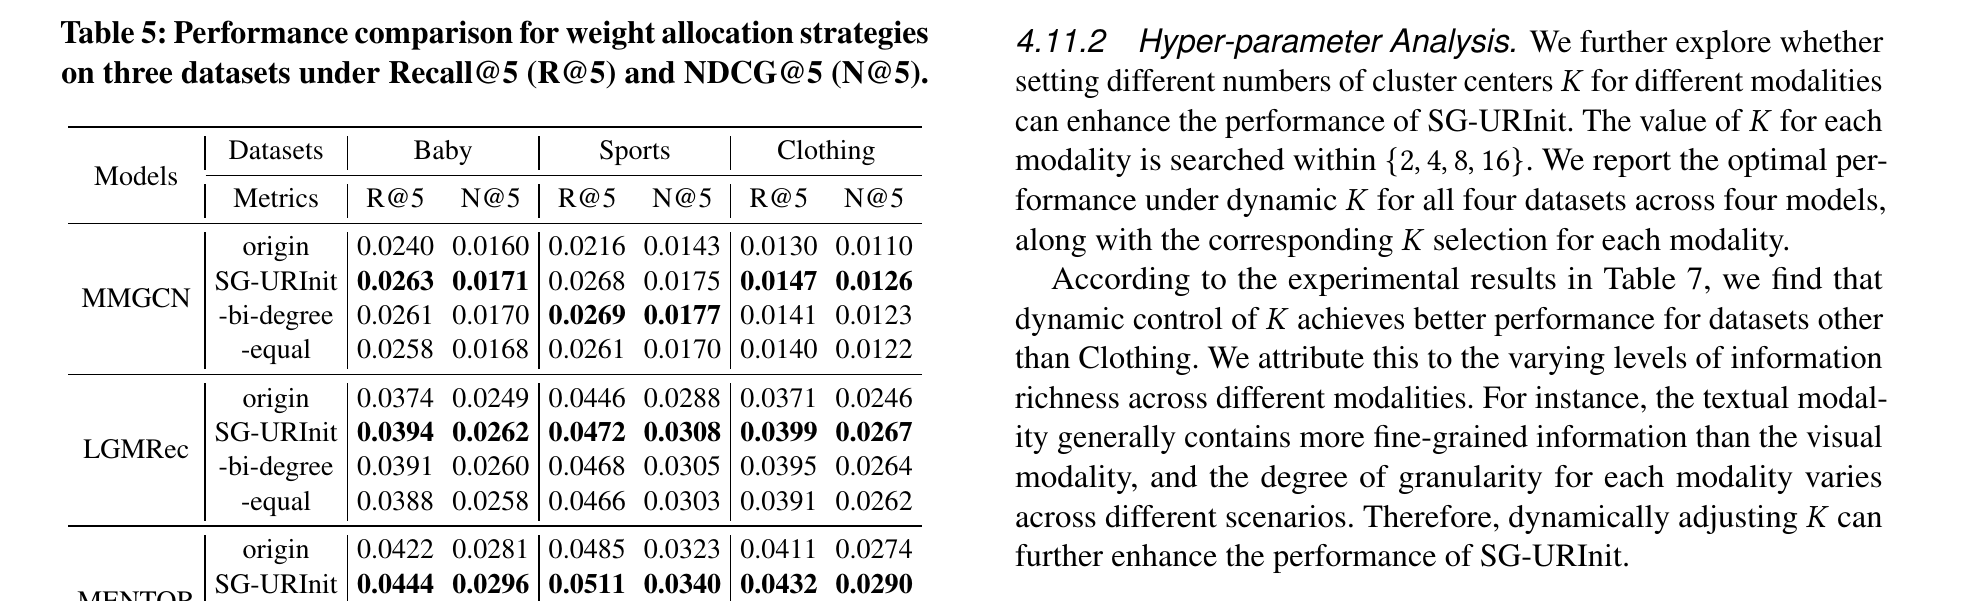 Table 5: Performance comparison for weight allocation strategies
on three datasets under Recall@5 (R@5) and NDCG@5 (N@5).
Models Datasets Baby Sports Clothing
Metrics R@5 N@5 R@5 N@5 R@5 N@5
MMGCN
origin 0.0240 0.0160 0.0216 0.0143 0.0130 0.0110
SG-URInit 0.0263 0.0171 0.0268 0.0175 0.0147 0.0126
-bi-degree 0.0261 0.0170 0.0269 0.0177 0.0141 0.0123
-equal 0.0258 0.0168 0.0261 0.0170 0.0140 0.0122
LGMRec
origin 0.0374 0.0249 0.0446 0.0288 0.0371 0.0246
SG-URInit 0.0394 0.0262 0.0472 0.0308 0.0399 0.0267
-bi-degree 0.0391 0.0260 0.0468 0.0305 0.0395 0.0264
-equal 0.0388 0.0258 0.0466 0.0303 0.0391 0.0262
MENTOR
origin 0.0422 0.0281 0.0485 0.0323 0.0411 0.0274
SG-URInit 0.0444 0.0296 0.0511 0.0340 0.0432 0.0290
4.11.2 Hyper-parameter Analysis. We further explore whether
setting different numbers of cluster centers K for different modalities
can enhance the performance of SG-URInit. The value of K for each
modality is searched within {2, 4, 8, 16}. We report the optimal per-
formance under dynamic K for all four datasets across four models,
along with the corresponding K selection for each modality.
According to the experimental results in Table 7, we find that
dynamic control of K achieves better performance for datasets other
than Clothing. We attribute this to the varying levels of information
richness across different modalities. For instance, the textual modal-
ity generally contains more fine-grained information than the visual
modality, and the degree of granularity for each modality varies
across different scenarios. Therefore, dynamically adjusting K can
further enhance the performance of SG-URInit.